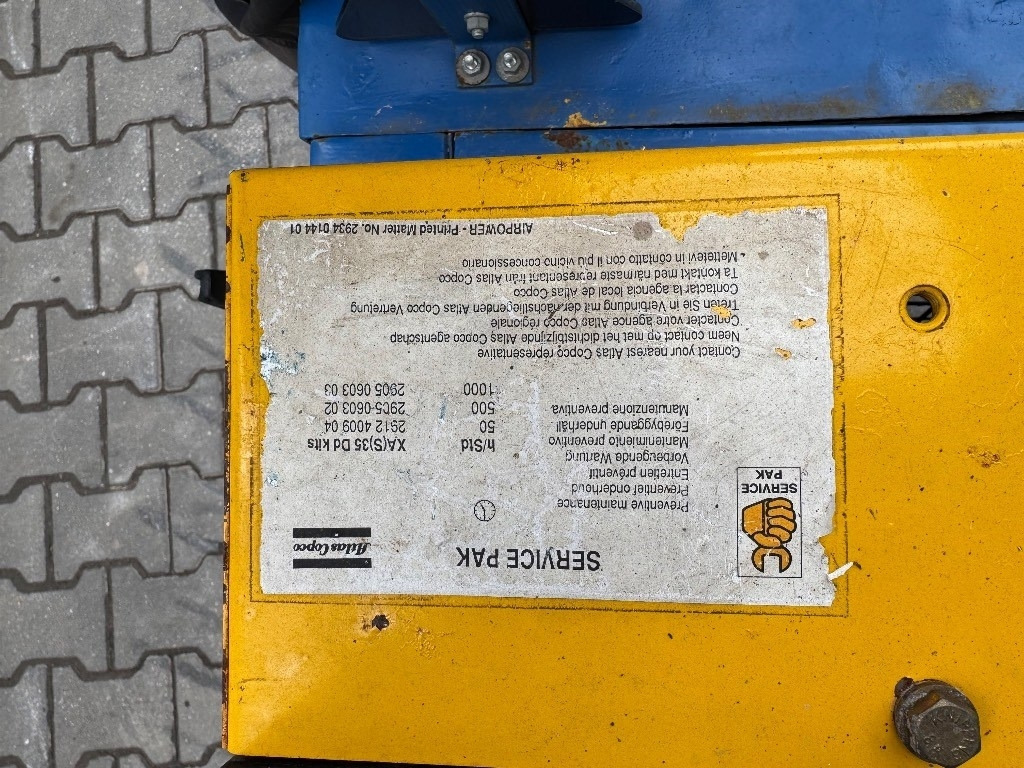 SERVICE PAK
Atlas Copco
SERVICE
PAK
Preventive maintenance
Preventief onderhoud
Entretien préventif
Vorbeugende Wartung
Mantenimiento preventivo
Förebyggande underhåll
Manutenzione preventiva
h/Std XA(S)35 Dd kits
50 2912 4009 04
500 2905 0603 02
1000 2905 0603 03
Contact your nearest Atlas Copco représentative
Neem contact op met het dichtstbijzijnde Atlas Copco agentschap
Contacter votre agence Atlas Copco régionale
Treten Sie in Verbindung mit der nächstliegenden Atlas Copco Vertretung
Contactar la agencia local de Atlas Copco
Ta kontakt med närmaste representant från Atlas Copco
Mettetevi in contatto con il più vicino concessionario
AIRPOWER - Printed Matter No. 2934 0144 01